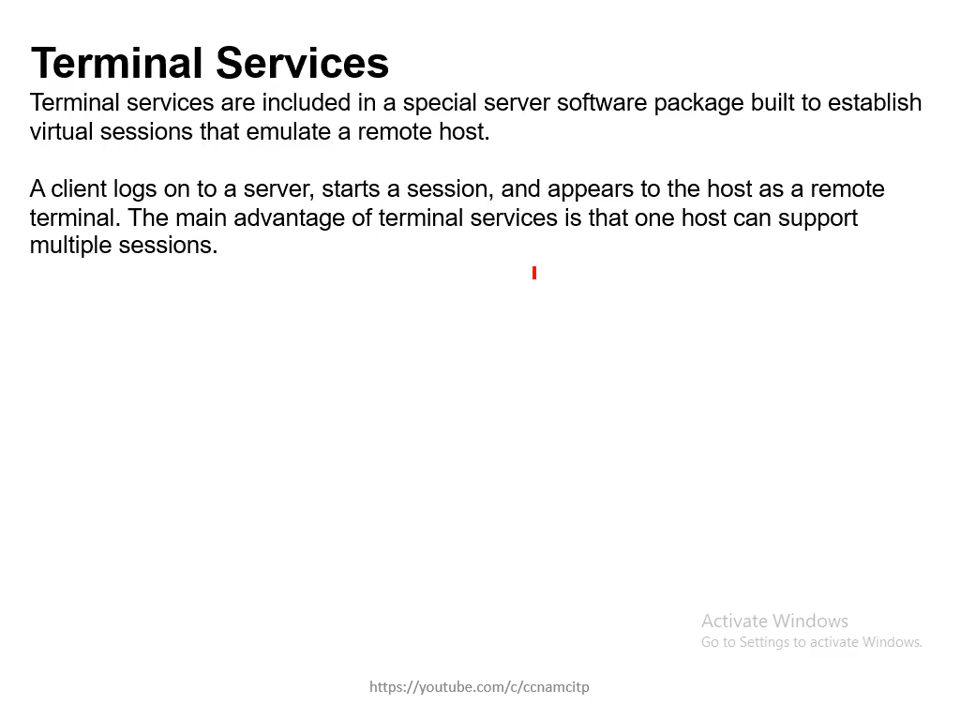 Terminal Services
Terminal services are included in a special server software package built to establish
virtual sessions that emulate a remote host.
A client logs on to a server, starts a session, and appears to the host as a remote
terminal. The main advantage of terminal services is that one host can support
multiple sessions.
Activate Windows
Go to Settings to activate Windows.
https://youtube.com/c/ccnamcitp